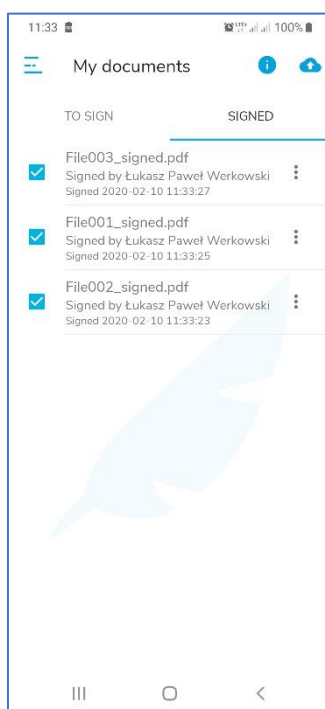 11:33
100%
My documents
TO SIGN
SIGNED
File003_signed.pdf
Signed by Łukasz Paweł Werkowski
Signed 2020-02-10 11:33:27
File001_signed.pdf
Signed by Łukasz Paweł Werkowski
Signed 2020-02-10 11:33:25
File002_signed.pdf
Signed by Łukasz Paweł Werkowski
Signed 2020-02-10 11:33:23